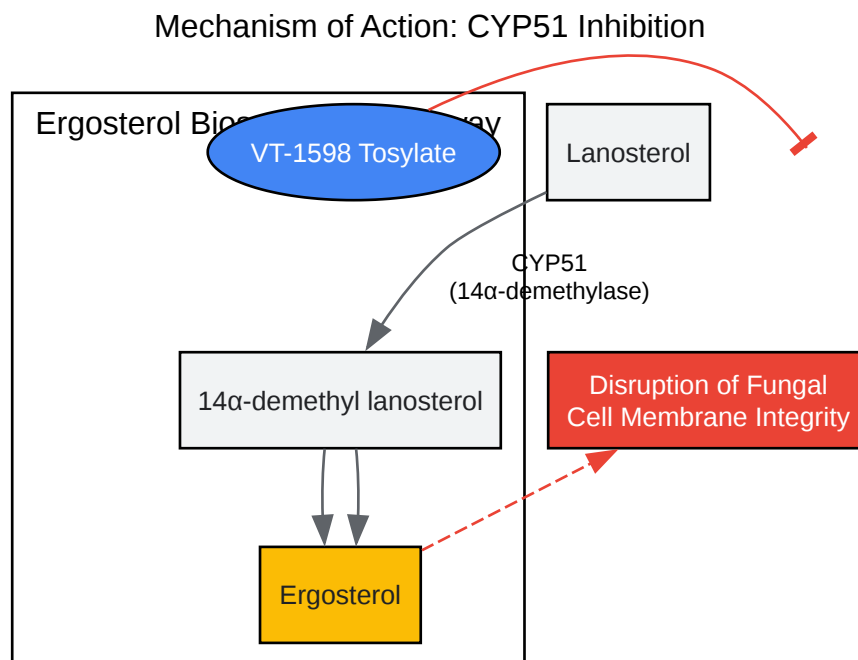 Mechanism of Action: CYP51 Inhibition
Ergosterol
VT-1598 Tosylate
Lanosterol
CYP51
(14α-demethylase)
14α-demethyl lanosterol
Disruption of Fungal
Cell Membrane Integrity
Ergosterol